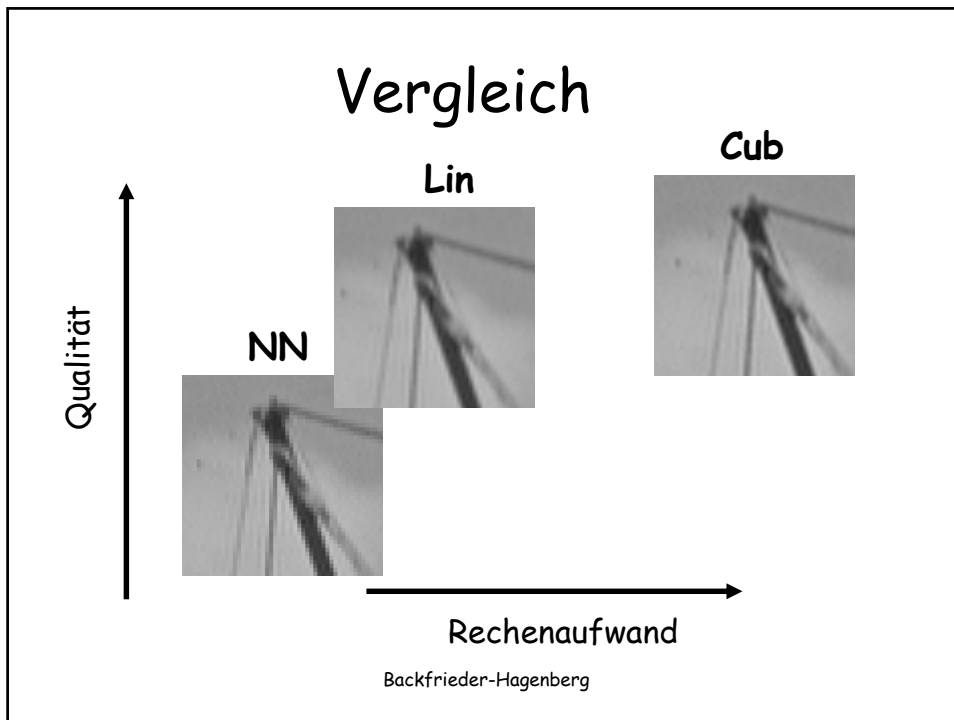 Vergleich
Cub
Lin
NN
Qualität
Rechenaufwand
Backfrieder-Hagenberg